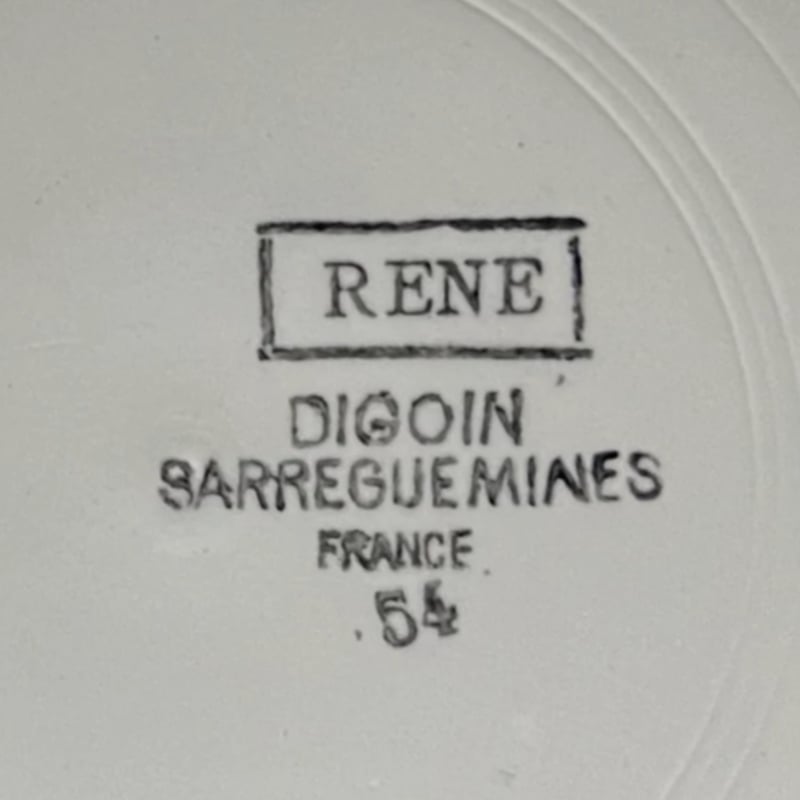 RENE
DIGOIN
SARREGUEMINES
FRANCE
54